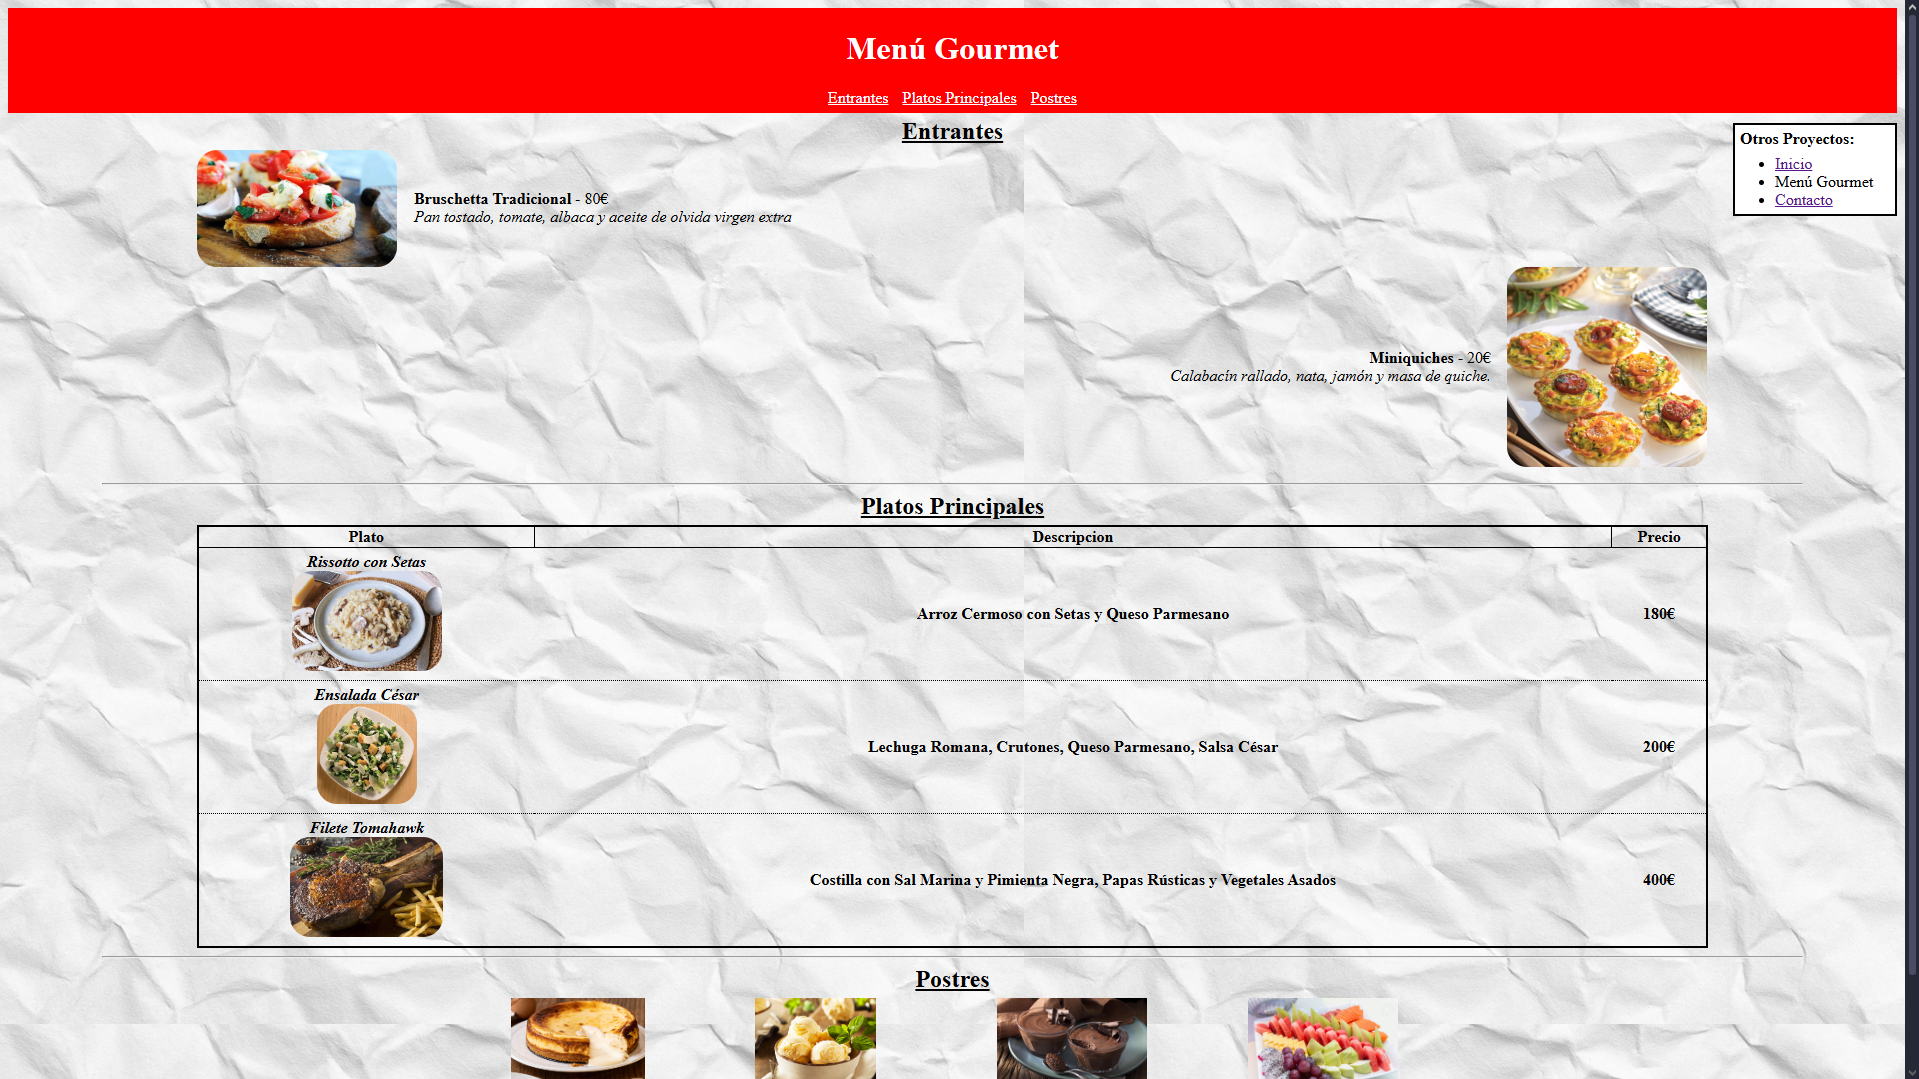 Menú Gourmet
Entrantes Platos Principales Postres
Entrantes
Otros Proyectos:
Inicio
Menú Gourmet
Contacto
Bruschetta Tradicional - 80€
Pan tostado, tomate, albaca y aceite de olvida virgen extra
Miniquiches - 20€
Calabacín rallado, nata, jamón y masa de quiche.
Platos Principales
Plato Descripcion Precio
Rissotto con Setas
Arroz Cermoso con Setas y Queso Parmesano 180€
Ensalada César
Lechuga Romana, Crutones, Queso Parmesano, Salsa César 200€
Filete Tomahawk
Costilla con Sal Marina y Pimienta Negra, Papas Rústicas y Vegetales Asados 400€
Postres